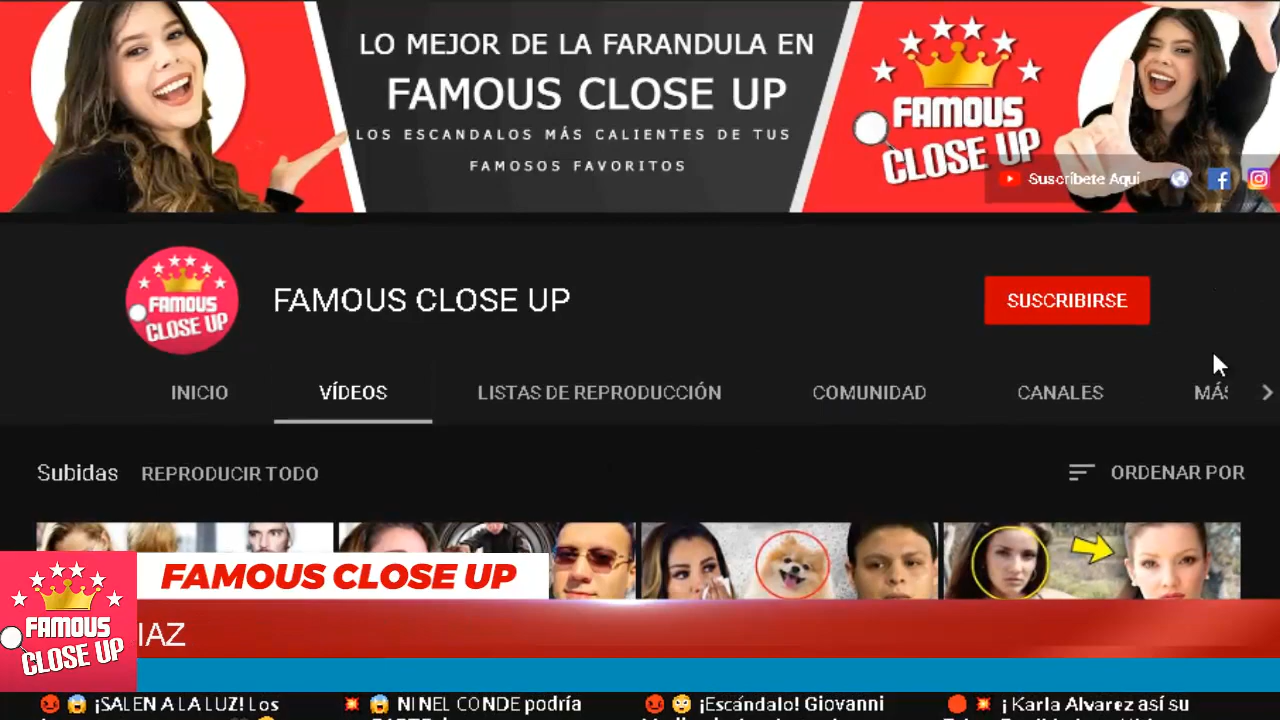 LO MEJOR DE LA FARANDULA EN
FAMOUS CLOSE UP
LOS ESCANDALOS MÁS CALIENTES DE TUS
FAMOSOS FAVORITOS
FAMOUS
CLOSE UP
Suscríbete Aquí
FAMOUS
CLOSE UP
FAMOUS CLOSE UP
SUSCRIBIRSE
INICIO
VÍDEOS
LISTAS DE REPRODUCCIÓN
COMUNIDAD
CANALES
MÁS
Subidas
REPRODUCIR TODO
ORDENAR POR
FAMOUS CLOSE UP
FAMOUS
CLOSE UP
IAZ
¡SALEN A LA LUZ! Los
NINEL CONDE podría
¡Escándalo! Giovanni
¡ Karla Alvarez así su